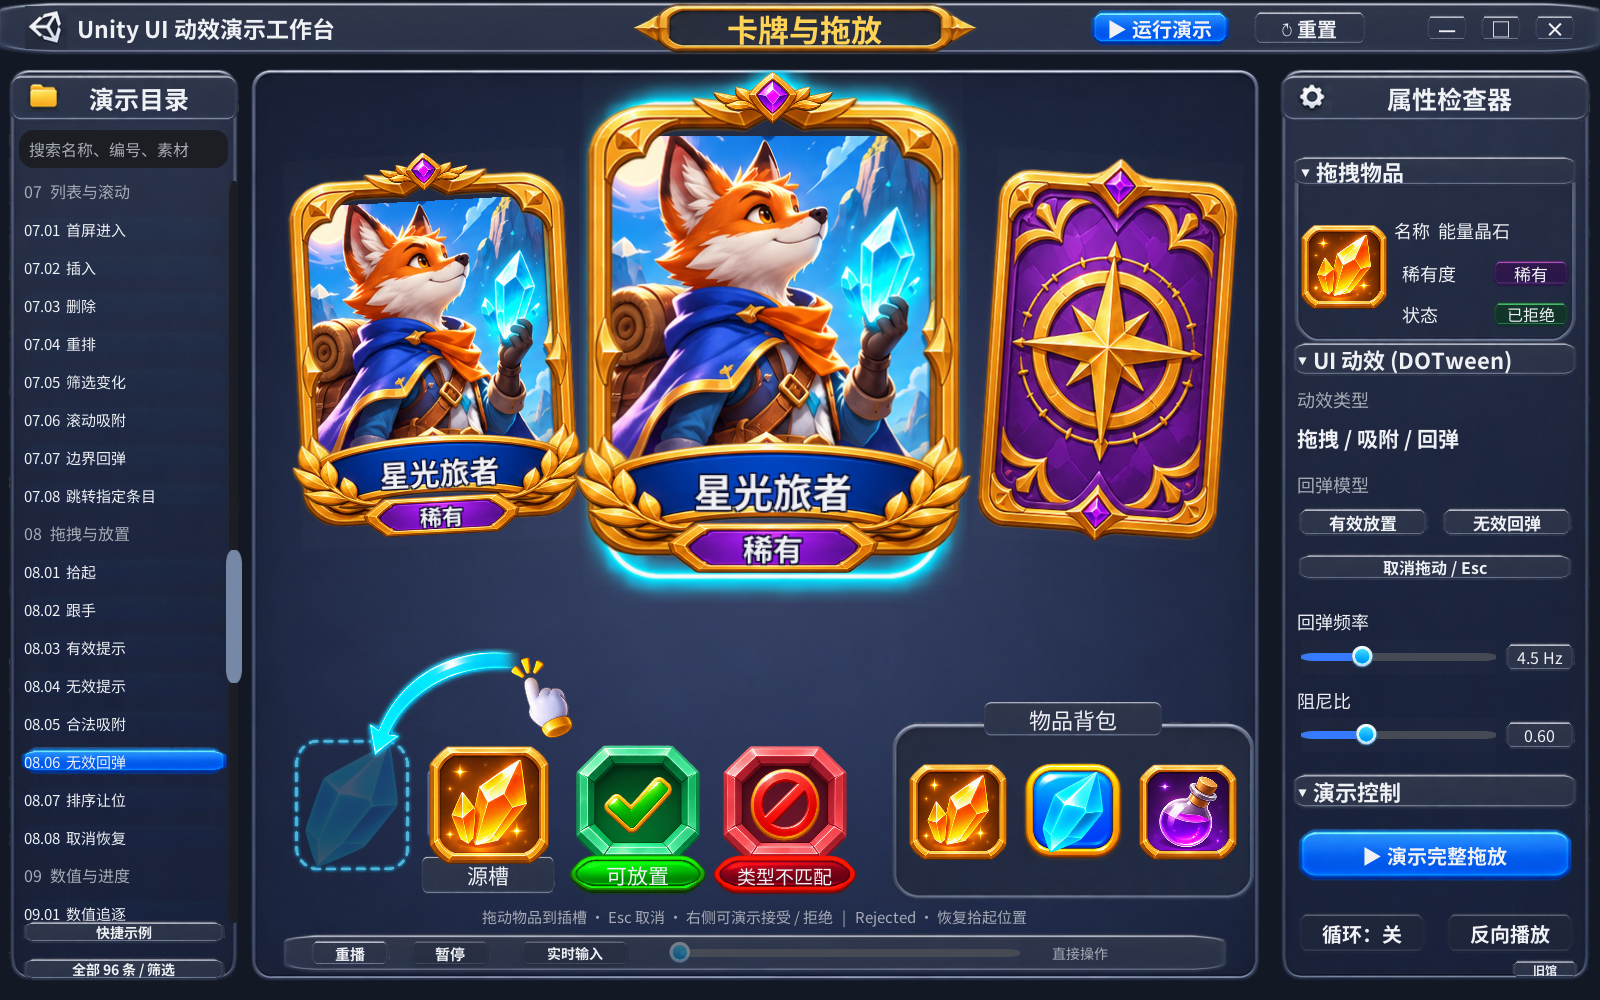 Unity UI 动效演示工作台
卡牌与拖放
▶ 运行演示
↻ 重置
演示目录
搜索名称、编号、素材
07 列表与滚动
07.01 首屏进入
07.02 插入
07.03 删除
07.04 重排
07.05 筛选变化
07.06 滚动吸附
07.07 边界回弹
07.08 跳转指定条目
08 拖拽与放置
08.01 拾起
08.02 跟手
08.03 有效提示
08.04 无效提示
08.05 合法吸附
08.06 无效回弹
08.07 排序让位
08.08 取消恢复
09 数值与进度
09.01 数值追逐
快捷示例
全部 96 条 / 筛选
星光旅者
稀有
星光旅者
稀有
源槽
可放置
类型不匹配
物品背包
拖动物品到插槽 · Esc 取消 · 右侧可演示接受 / 拒绝 | Rejected · 恢复拾起位置
重播
暂停
实时输入
直接操作
属性检查器
▼ 拖拽物品
名称 能量晶石
稀有度 稀有
状态 已拒绝
▼ UI 动效 (DOTween)
动效类型
拖拽 / 吸附 / 回弹
回弹模型
有效放置 无效回弹
取消拖动 / Esc
回弹频率
4.5 Hz
阻尼比
0.60
▼ 演示控制
▶ 演示完整拖放
循环：关 反向播放
旧馆